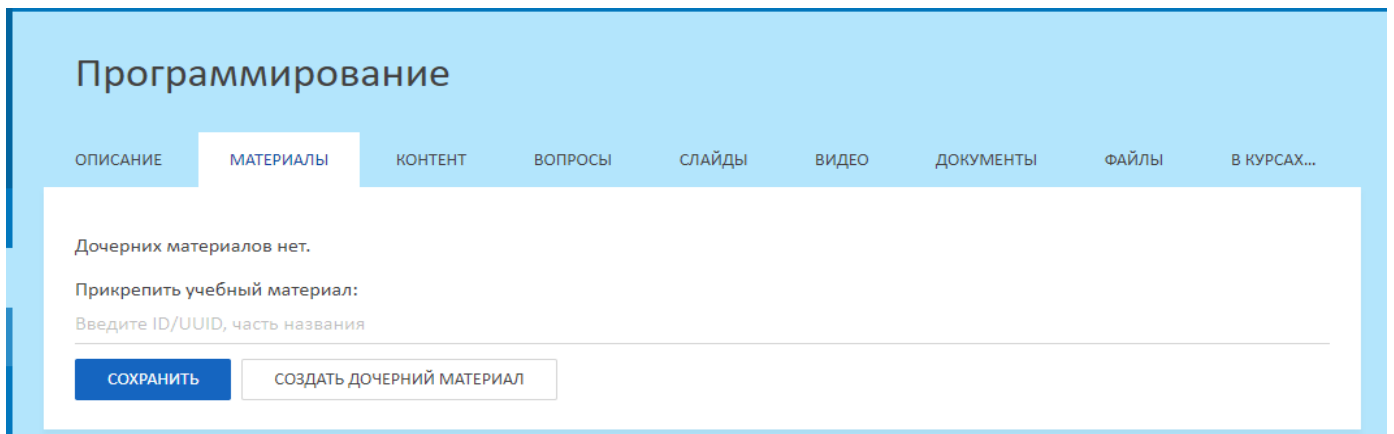 Программирование
ОПИСАНИЕ МАТЕРИАЛЫ КОНТЕНТ ВОПРОСЫ СЛАЙДЫ ВИДЕО ДОКУМЕНТЫ ФАЙЛЫ В КУРСАХ...
Дочерних материалов нет.
Прикрепить учебный материал:
Введите ID/UUID, часть названия
СОХРАНИТЬ СОЗДАТЬ ДОЧЕРНИЙ МАТЕРИАЛ